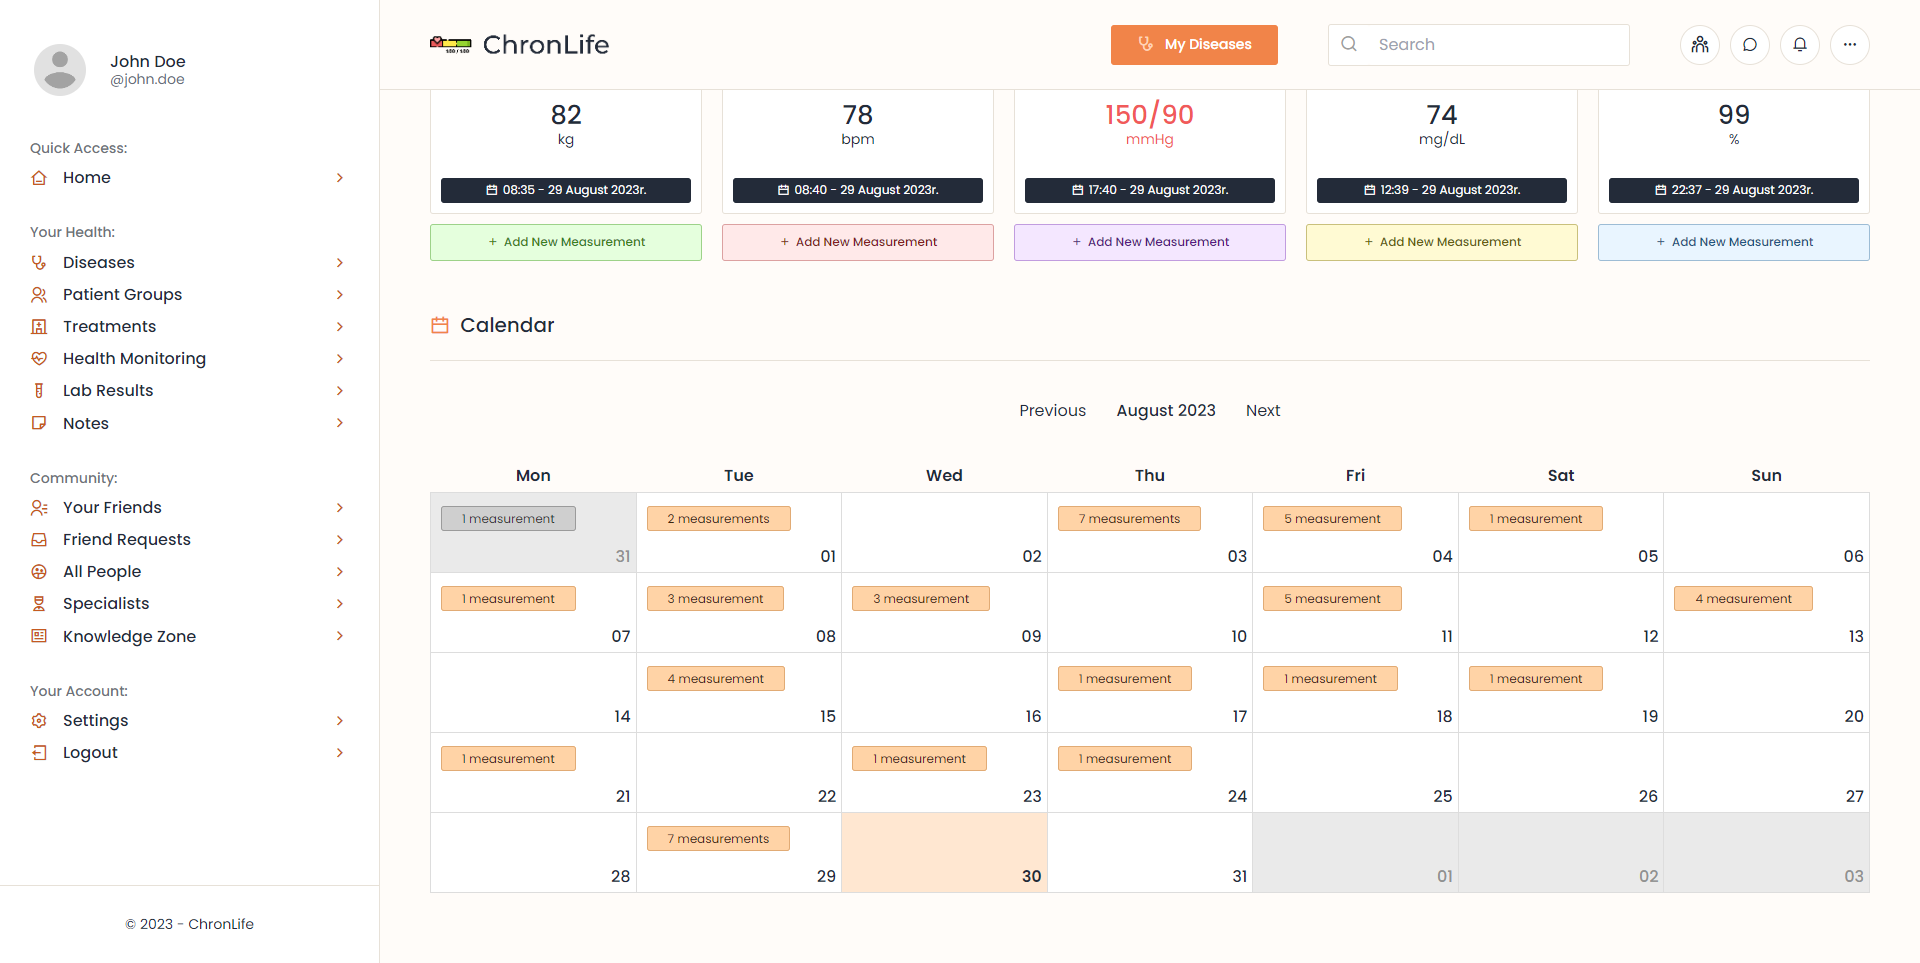 John Doe
@john.doe
Quick Access:
Home
Your Health:
Diseases
Patient Groups
Treatments
Health Monitoring
Lab Results
Notes
Community:
Your Friends
Friend Requests
All People
Specialists
Knowledge Zone
Your Account:
Settings
Logout
© 2023 - ChronLife
ChronLife
My Diseases
Search
82
kg
08:35 - 29 August 2023r.
+ Add New Measurement
78
bpm
08:40 - 29 August 2023r.
+ Add New Measurement
150/90
mmHg
17:40 - 29 August 2023r.
+ Add New Measurement
74
mg/dL
12:39 - 29 August 2023r.
+ Add New Measurement
99
%
22:37 - 29 August 2023r.
+ Add New Measurement
Calendar
Previous August 2023 Next
Mon Tue Wed Thu Fri Sat Sun
1 measurement 2 measurements 7 measurements 5 measurement 1 measurement
31 01 02 03 04 05 06
1 measurement 3 measurement 3 measurement 5 measurement 4 measurement
07 08 09 10 11 12 13
4 measurement 1 measurement 1 measurement 1 measurement
14 15 16 17 18 19 20
1 measurement 1 measurement 1 measurement
21 22 23 24 25 26 27
7 measurements
28 29 30 31 01 02 03